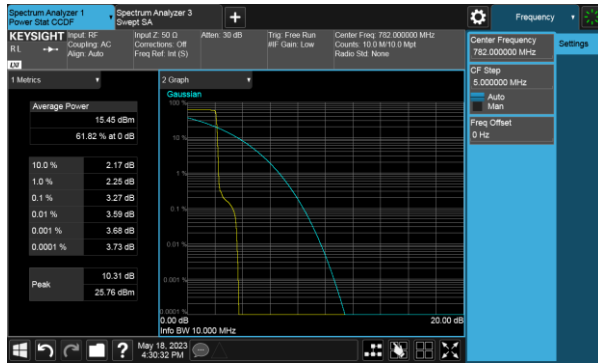 Spectrum Analyzer 1
Power Stat CCDF
Spectrum Analyzer 3
Swept SA
Frequency
KEYSIGHT
RL
Input: RF
Coupling: AC
Align: Auto
Input Z: 50 Ω
Corrections: Off
Freq Ref: Int (S)
Atten: 30 dB
Trig: Free Run
#IF Gain: Low
Center Freq: 782.000000 MHz
Counts: 10.0 M/10.0 Mpt
Radio Std: None
Center Frequency
782.000000 MHz
Settings
CF Step
5.000000 MHz
Auto
Man
Freq Offset
0 Hz
1 Metrics
Average Power
15.45 dBm
61.82 % at 0 dB
10.0 % 2.17 dB
1.0 % 2.25 dB
0.1 % 3.27 dB
0.01 % 3.59 dB
0.001 % 3.68 dB
0.0001 % 3.73 dB
Peak
10.31 dB
25.76 dBm
2 Graph
Gaussian
100 %
10 %
1 %
0.1 %
0.01 %
0.001 %
0.0001 %
0.00 dB
20.00 dB
Info BW 10.000 MHz
May 18, 2023
4:30:32 PM